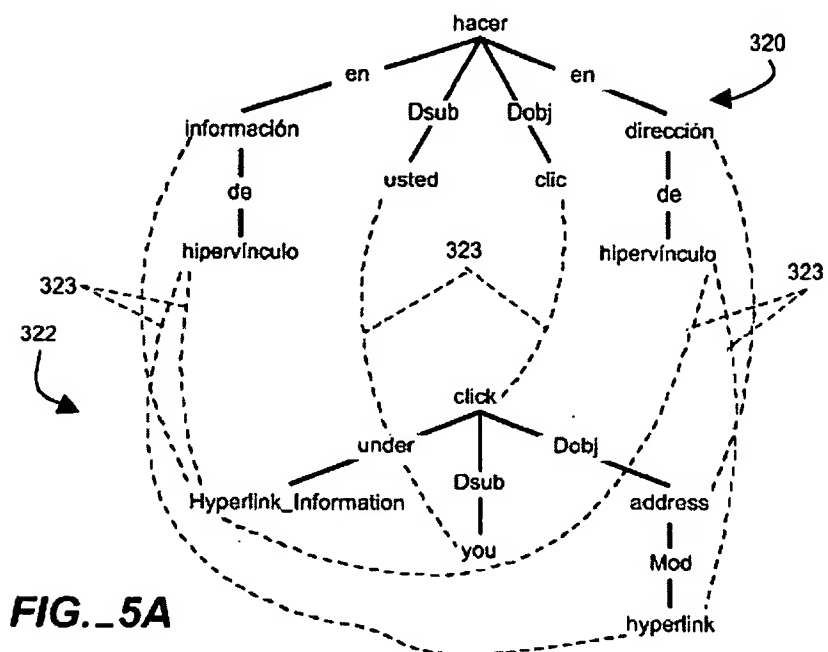 hacer
320
en
en
Dsub
Dobj
información
dirección
de
usted
clic
de
hipervínculo
323
hipervínculo
323
323
322
click
under
Dobj
Dsub
Hyperlink_Information
address
you
Mod
FIG._5A
hyperlink